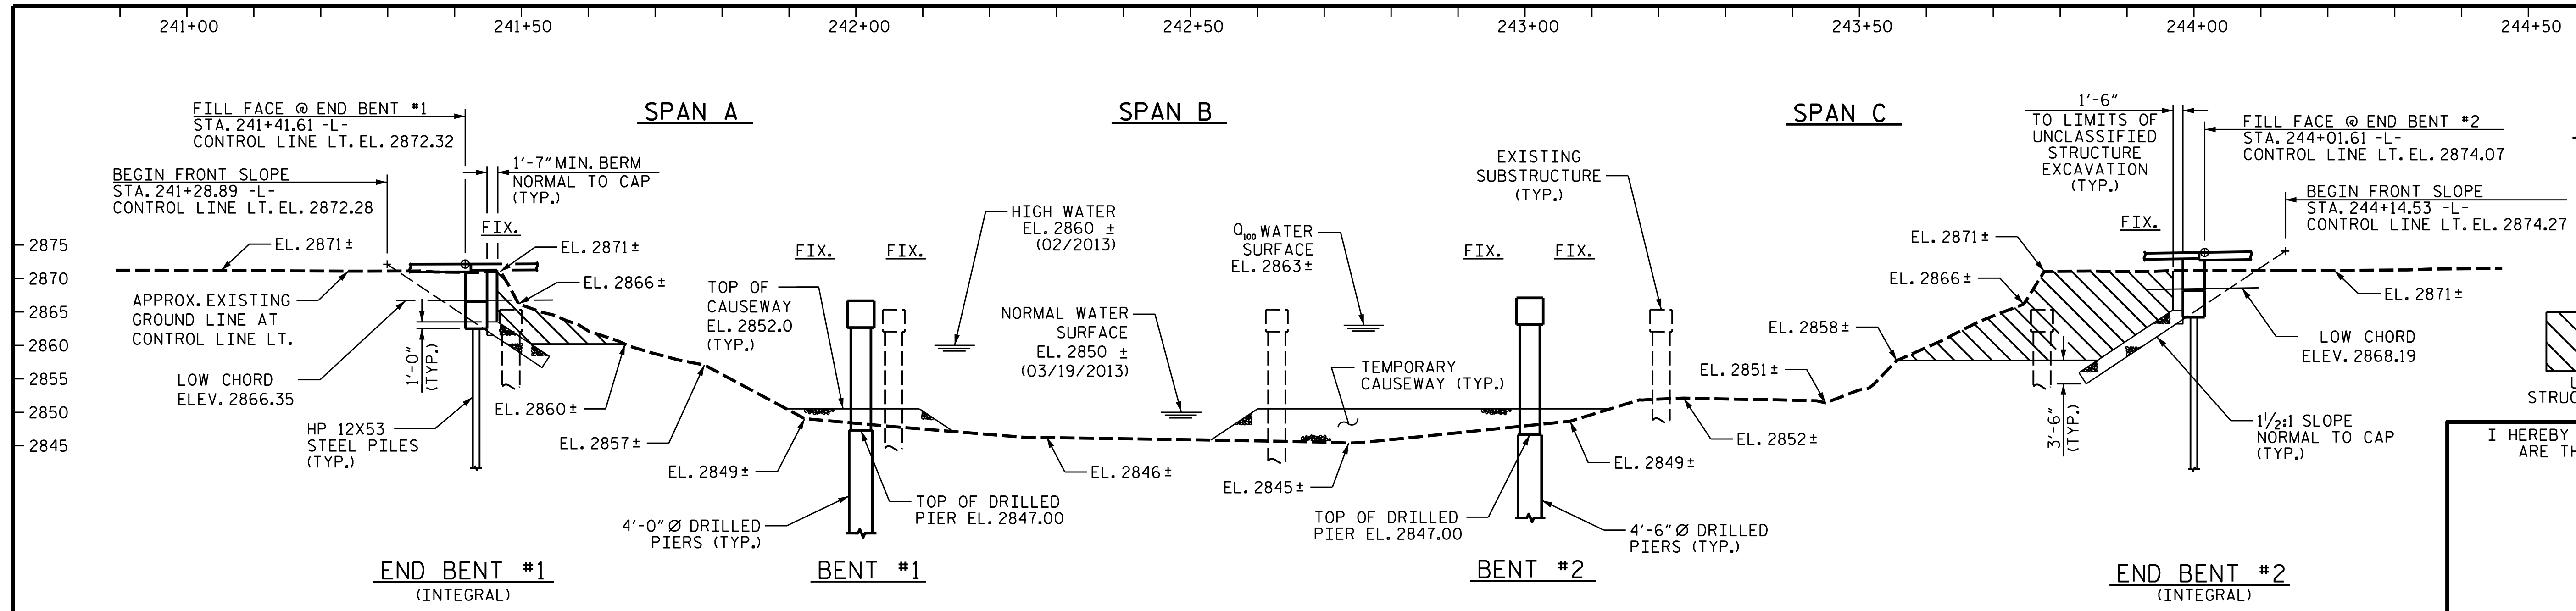 241+00
241+50
242+00
242+50
243+00
243+50
244+00
244+50
FILL FACE @ END BENT #1
STA. 241+41.61 -L-
CONTROL LINE LT. EL. 2872.32
SPAN A
SPAN B
SPAN C
1'-6"
TO LIMITS OF
UNCLASSIFIED
STRUCTURE
EXCAVATION
(TYP.)
FILL FACE @ END BENT #2
STA. 244+01.61 -L-
CONTROL LINE LT. EL. 2874.07
BEGIN FRONT SLOPE
STA. 241+28.89 -L-
CONTROL LINE LT. EL. 2872.28
1'-7" MIN. BERM
NORMAL TO CAP
(TYP.)
EXISTING
SUBSTRUCTURE
(TYP.)
BEGIN FRONT SLOPE
STA. 244+14.53 -L-
CONTROL LINE LT. EL. 2874.27
HIGH WATER
EL. 2860 ±
(02/2013)
Q100 WATER
SURFACE
EL. 2863±
FIX.
FIX.
FIX.
FIX.
FIX.
FIX.
2875
2870
2865
2860
2855
2850
2845
EL. 2871±
EL. 2871±
EL. 2866±
EL. 2871±
EL. 2866±
EL. 2871±
APPROX. EXISTING
GROUND LINE AT
CONTROL LINE LT.
TOP OF
CAUSEWAY
EL. 2852.0
(TYP.)
NORMAL WATER
SURFACE
EL. 2850 ±
(03/19/2013)
EL. 2858±
LOW CHORD
ELEV. 2868.19
LOW CHORD
ELEV. 2866.35
1'-0"
(TYP.)
TEMPORARY
CAUSEWAY (TYP.)
EL. 2851±
HP 12X53
STEEL PILES
(TYP.)
EL. 2860±
EL. 2857±
EL. 2849±
EL. 2846±
EL. 2845±
EL. 2849±
EL. 2852±
3'-6"
(TYP.)
1½:1 SLOPE
NORMAL TO CAP
(TYP.)
STRUC
I HEREBY
ARE TH
4'-0" Ø DRILLED
PIERS (TYP.)
TOP OF DRILLED
PIER EL. 2847.00
TOP OF DRILLED
PIER EL. 2847.00
4'-6" Ø DRILLED
PIERS (TYP.)
END BENT #1
(INTEGRAL)
BENT #1
BENT #2
END BENT #2
(INTEGRAL)